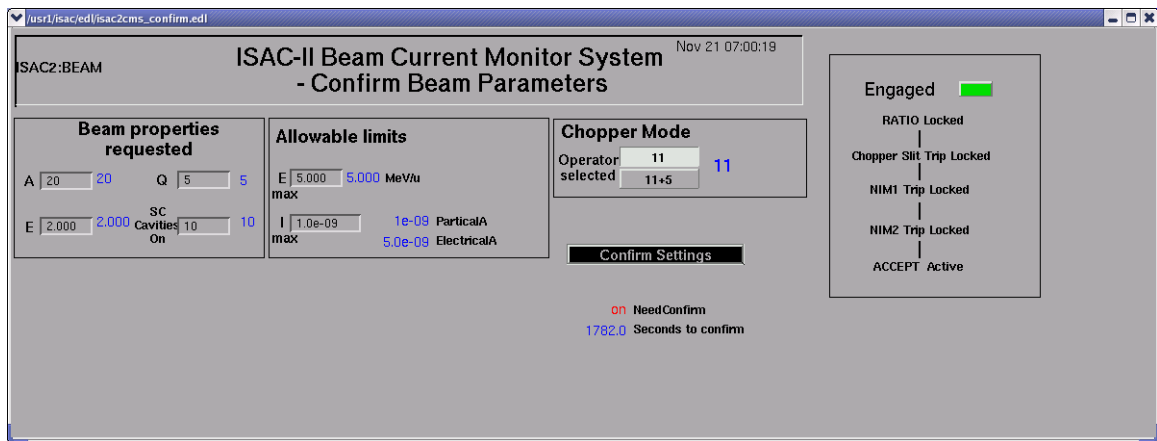 /usr1/isac/edl/isac2cms_confirm.edl
ISAC2:BEAM
ISAC-II Beam Current Monitor System
- Confirm Beam Parameters
Nov 21 07:00:19
Beam properties
requested
A 20 20 Q 5 5
E 2.000 2.000 SC
Cavities 10 10
On
Allowable limits
E 5.000 5.000 MeV/u
max
I 1.0e-09 1e-09 ParticalA
max 5.0e-09 ElectricalA
Chopper Mode
Operator 11 11
selected 11+5
Confirm Settings
on NeedConfirm
1782.0 Seconds to confirm
Engaged
RATIO Locked
Chopper Slit Trip Locked
NIM1 Trip Locked
NIM2 Trip Locked
ACCEPT Active